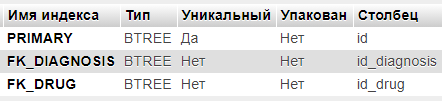 Имя индекса Тип Уникальный Упакован Столбец
PRIMARY BTREE Да Нет id
FK_DIAGNOSIS BTREE Нет Нет id_diagnosis
FK_DRUG BTREE Нет Нет id_drug